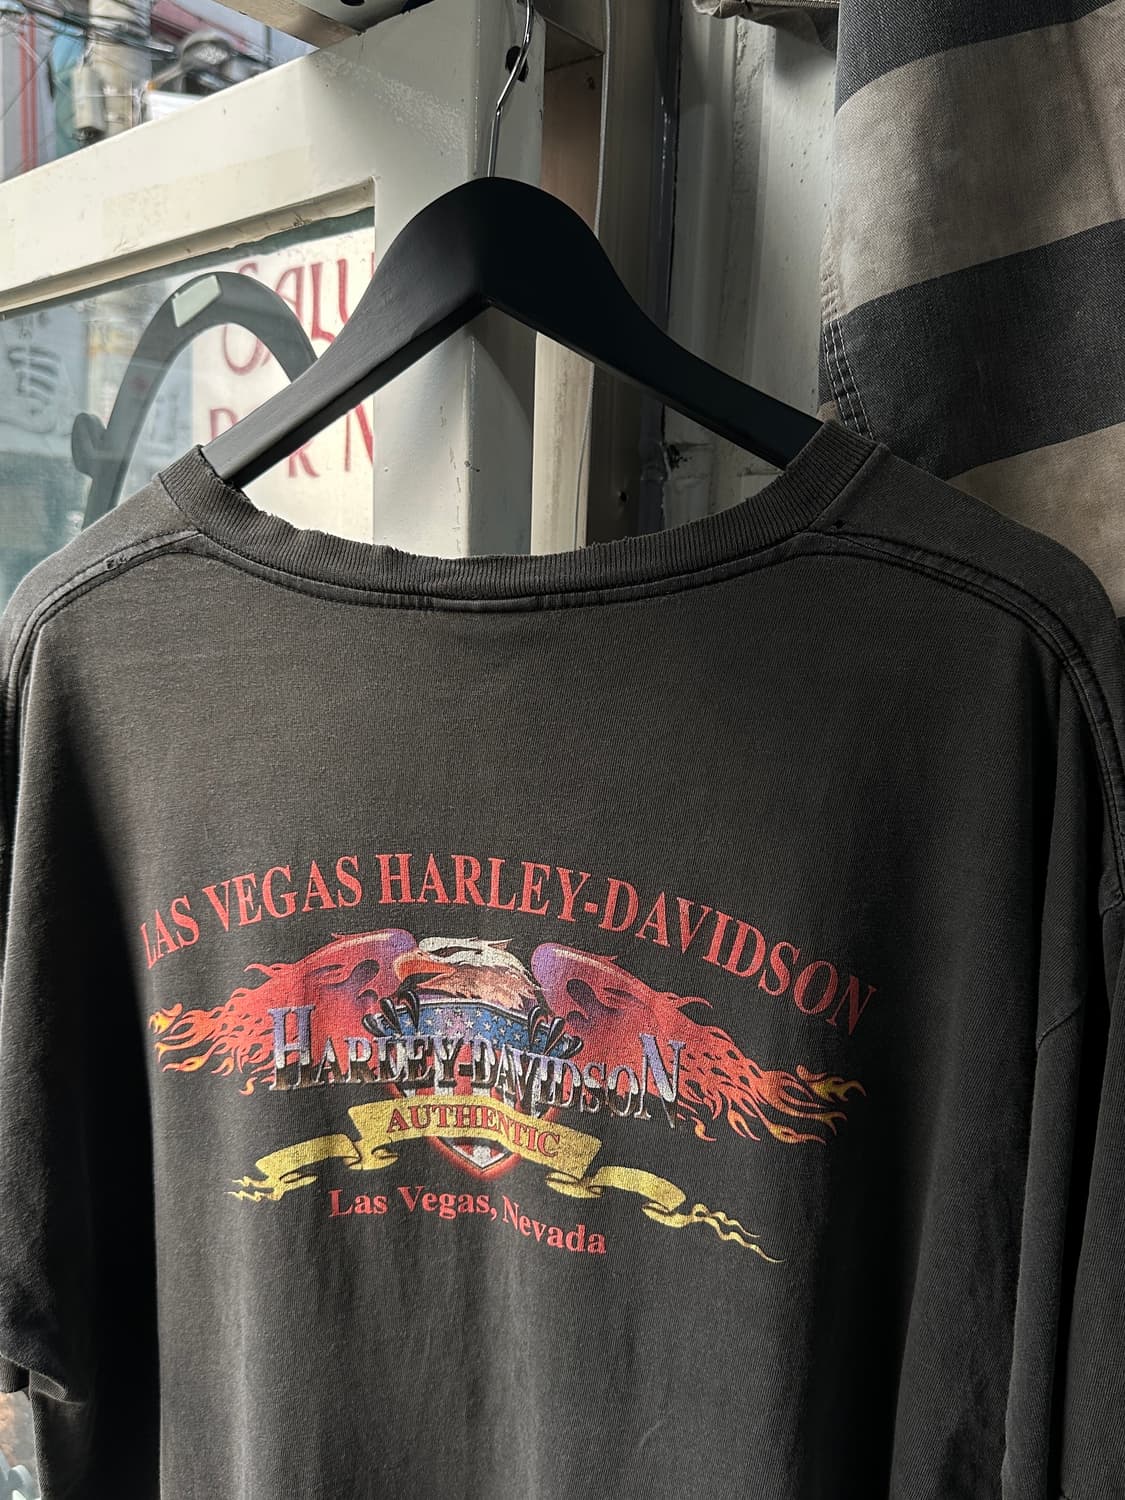 LAS VEGAS HARLEY-DAVIDSON
HARLEY-DAVIDSON
AUTHENTIC
Las Vegas, Nevada